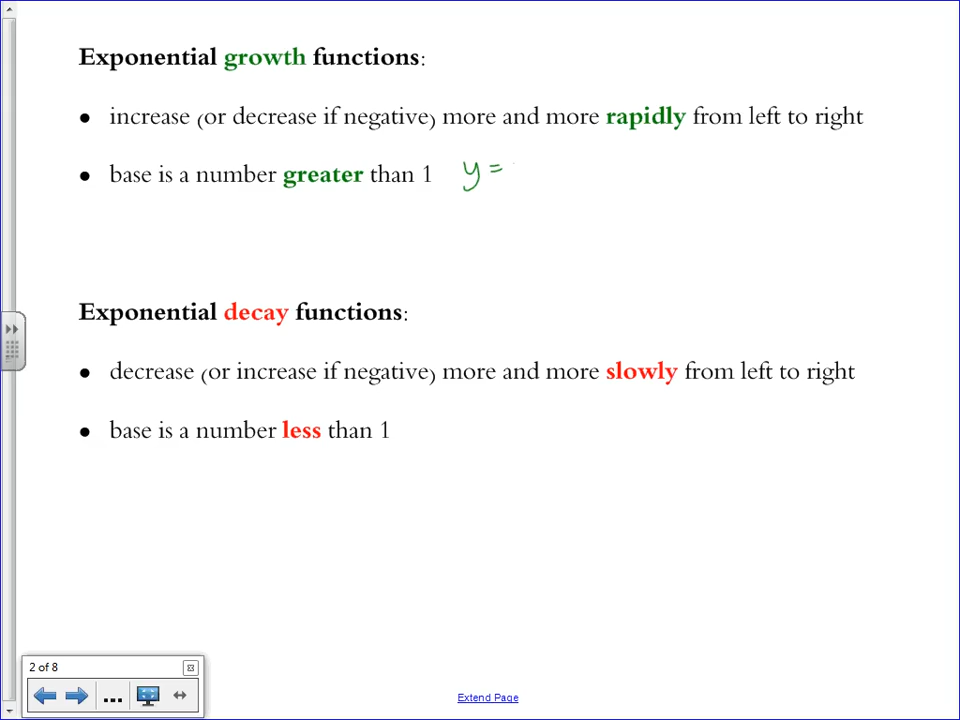 Exponential growth functions:
● increase (or decrease if negative) more and more rapidly from left to right
● base is a number greater than 1 y =
Exponential decay functions:
● decrease (or increase if negative) more and more slowly from left to right
● base is a number less than 1
2 of 8
...
Extend Page